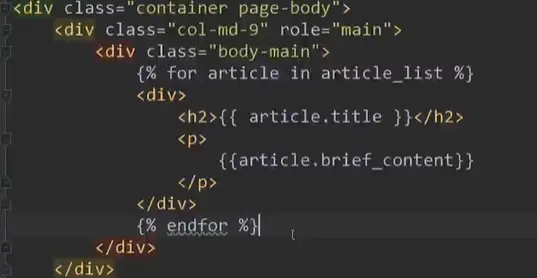 <div class="container page-body">
<div class="col-md-9" role="main">
<div class="body-main">
{% for article in article_list %}
<div>
<h2>{{ article.title }}</h2>
<p>
{{article.brief_content}}
</p>
</div>
{% endfor %}
</div>
</div>